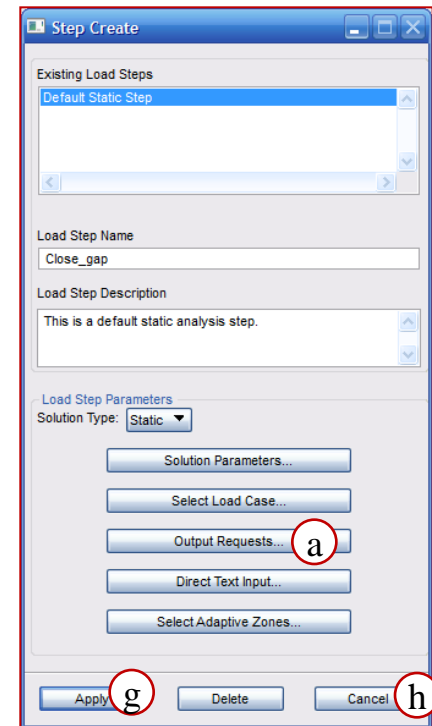 Step Create
Existing Load Steps
Default Static Step
Load Step Name
Close_gap
Load Step Description
This is a default static analysis step.
Load Step Parameters
Solution Type: Static
Solution Parameters...
Select Load Case...
Output Requests... a
Direct Text Input...
Select Adaptive Zones...
Apply g Delete Cancel h